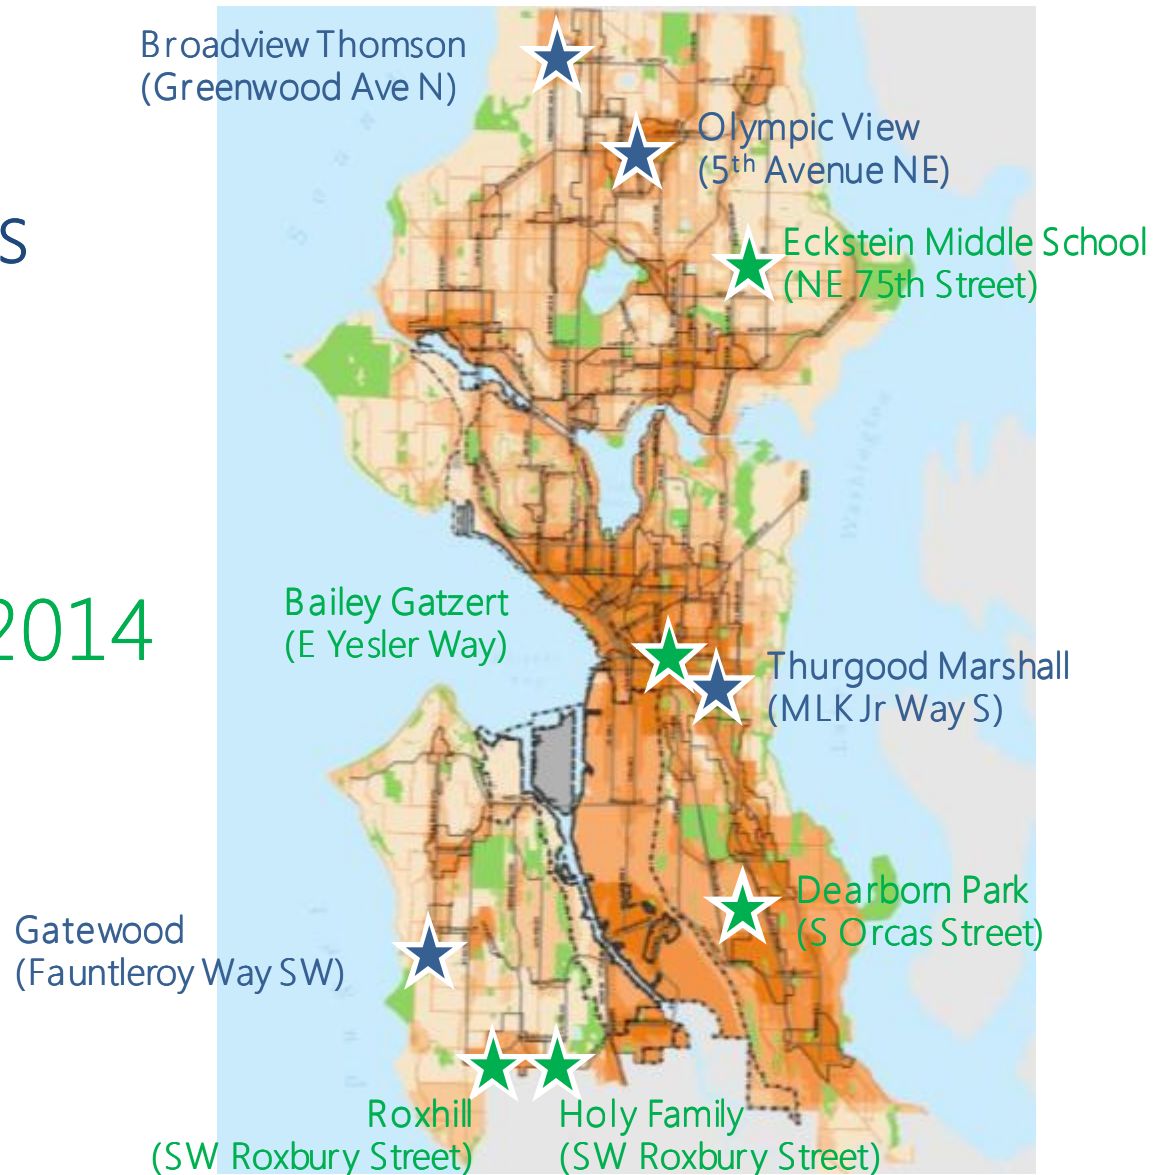 Broadview Thomson
(Greenwood Ave N)
Olympic View
(5th Avenue NE)
S
Eckstein Middle School
(NE 75th Street)
Washington
2014
Bailey Gatzert
(E Yesler Way)
Thurgood Marshall
(MLK Jr Way S)
Dearborn Park
(S Orcas Street)
Gatewood
(Fauntleroy Way SW)
Roxhill
(SW Roxbury Street)
Holy Family
(SW Roxbury Street)